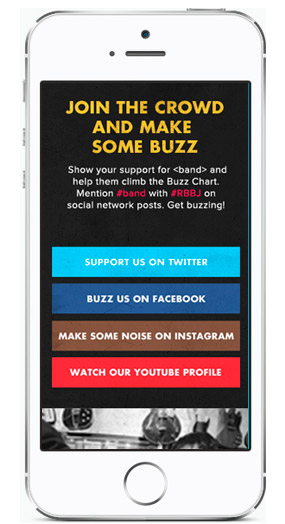 JOIN THE CROWD
AND MAKE
SOME BUZZ
Show your support for <band> and
help them climb the Buzz Chart.
Mention #band with #RBBJ on
social network posts. Get buzzing!
SUPPORT US ON TWITTER
BUZZ US ON FACEBOOK
MAKE SOME NOISE ON INSTAGRAM
WATCH OUR YOUTUBE PROFILE